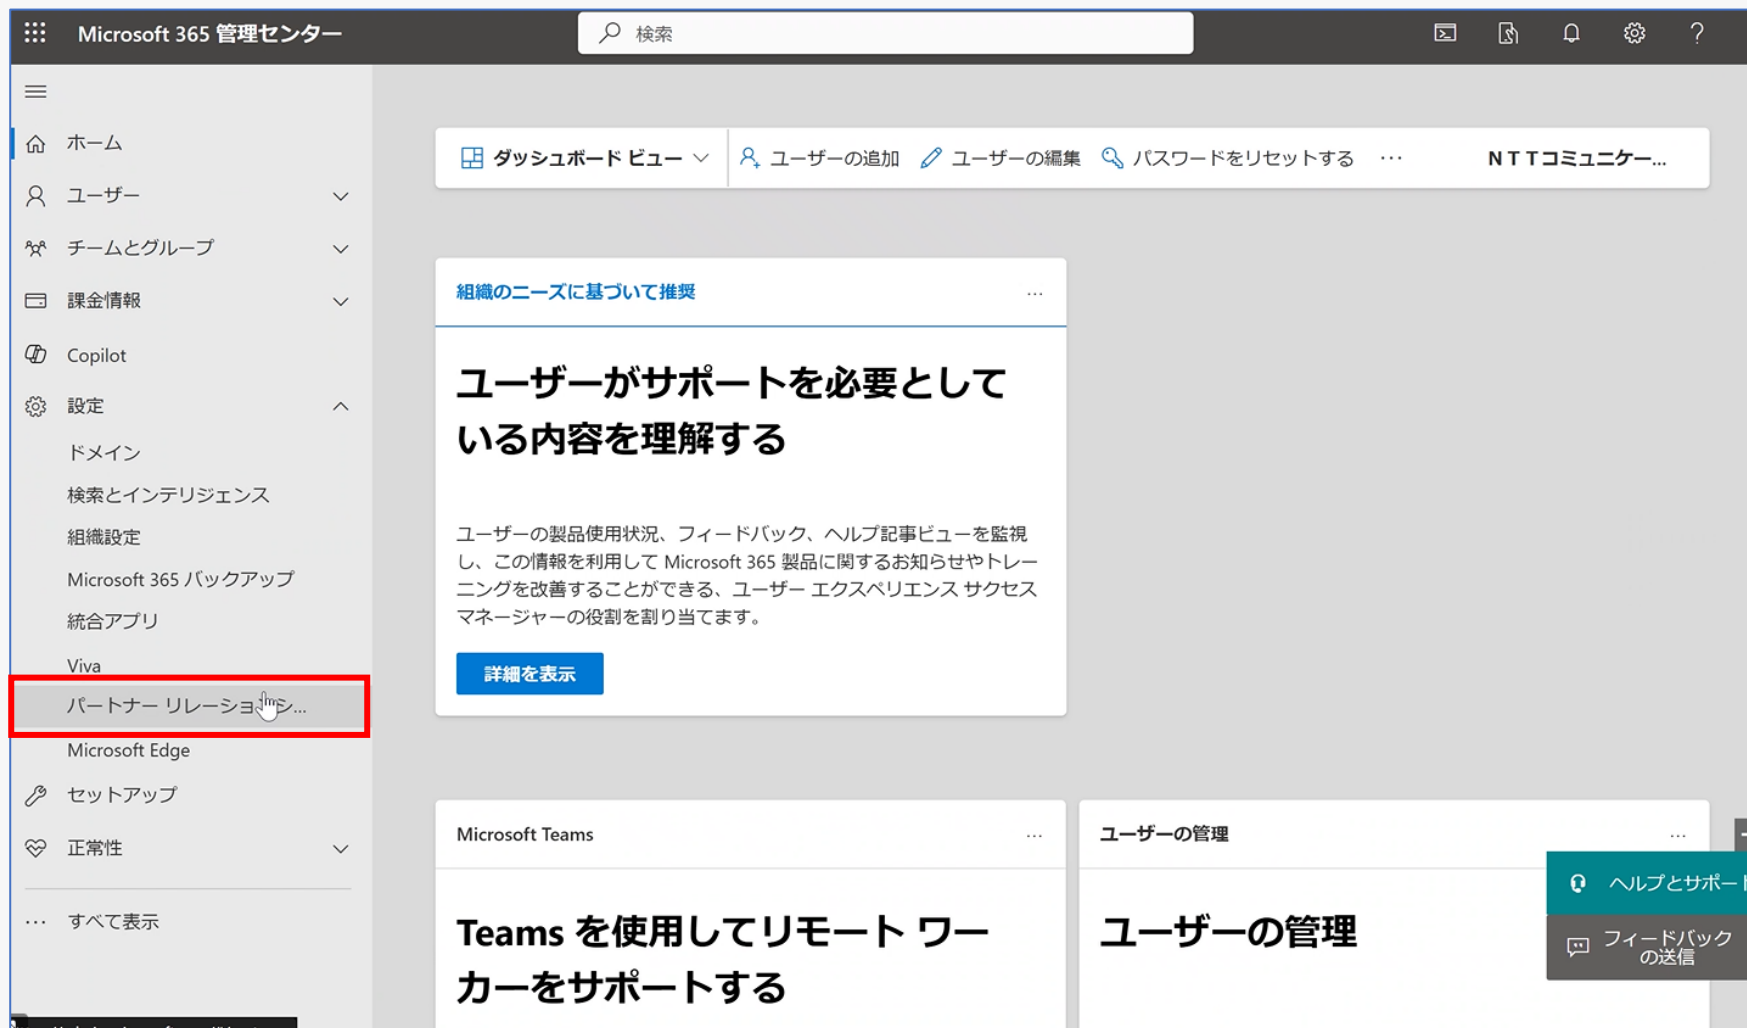 Microsoft 365 管理センター
検索
ホーム
ユーザー
チームとグループ
課金情報
Copilot
設定
ドメイン
検索とインテリジェンス
組織設定
Microsoft 365 バックアップ
統合アプリ
Viva
パートナー リレーションシ...
Microsoft Edge
セットアップ
正常性
すべて表示
ダッシュボード ビュー
ユーザーの追加
ユーザーの編集
パスワードをリセットする
ＮＴＴコミュニケー...
組織のニーズに基づいて推奨
ユーザーがサポートを必要として
いる内容を理解する
ユーザーの製品使用状況、フィードバック、ヘルプ記事ビューを監視
し、この情報を利用して Microsoft 365 製品に関するお知らせやトレー
ニングを改善することができる、ユーザー エクスペリエンス サクセス
マネージャーの役割を割り当てます。
詳細を表示
Microsoft Teams
Teams を使用してリモート ワー
カーをサポートする
ユーザーの管理
ユーザーの管理
ヘルプとサポート
フィードバック
の送信